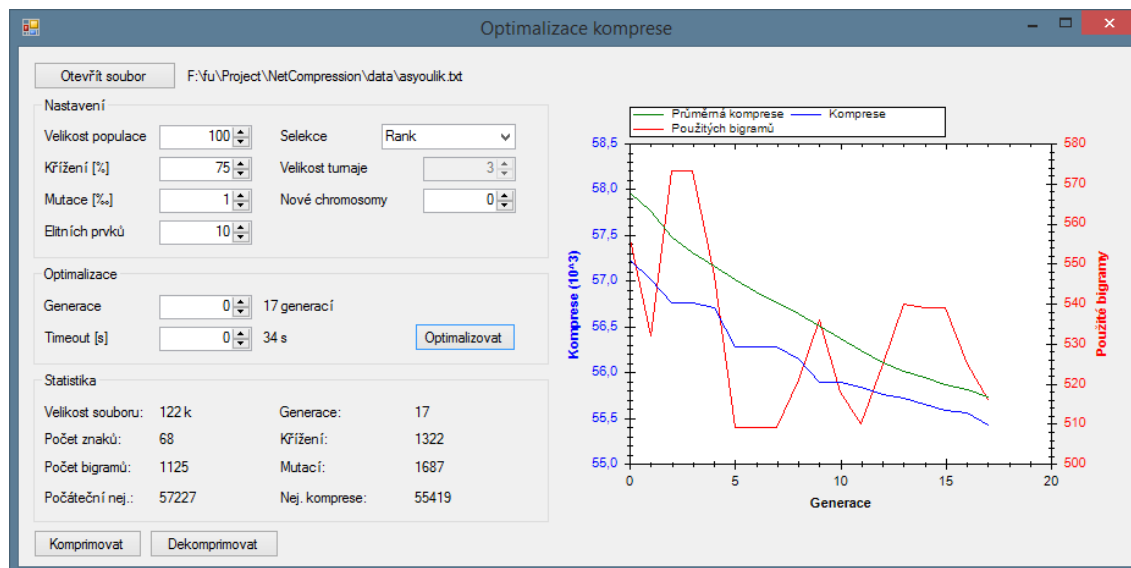 Optimalizace komprese
Otevřít soubor F:\fu\Project\NetCompression\data\asyoulik.txt
Nastavení
Velikost populace 100 Selekce Rank
Křížení [%] 75 Velikost turnaje 3
Mutace [‰] 1 Nové chromosomy 0
Elitních prvků 10
Optimalizace
Generace 0 17 generací
Timeout [s] 0 34 s Optimalizovat
Statistika
Velikost souboru: 122 k Generace: 17
Počet znaků: 68 Křížení: 1322
Počet bigramů: 1125 Mutací: 1687
Počáteční nej.: 57227 Nej. komprese: 55419
Komprimovat Dekomprimovat
Průměrná komprese Komprese
Použitých bigramů
58,5 580
58,0 570
57,5 560
57,0 550
56,5 540
56,0 530
55,5 520
55,0 510
500
Komprese (10^3)
Použité bigramy
0 5 10 15 20
Generace